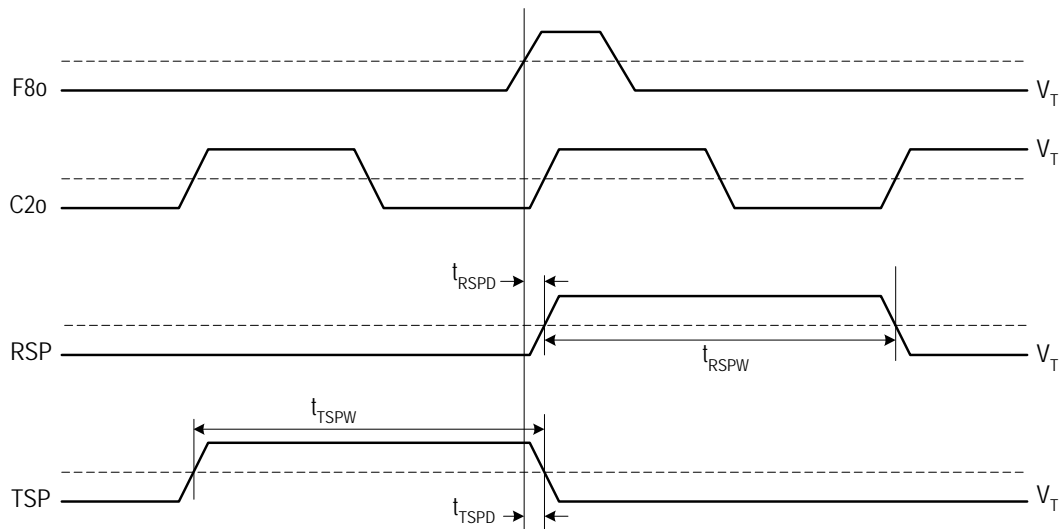 F8o
V_T
V_T
C2o
t_RSPD
RSP
t_RSPW
V_T
t_TSPW
TSP
t_TSPD
V_T